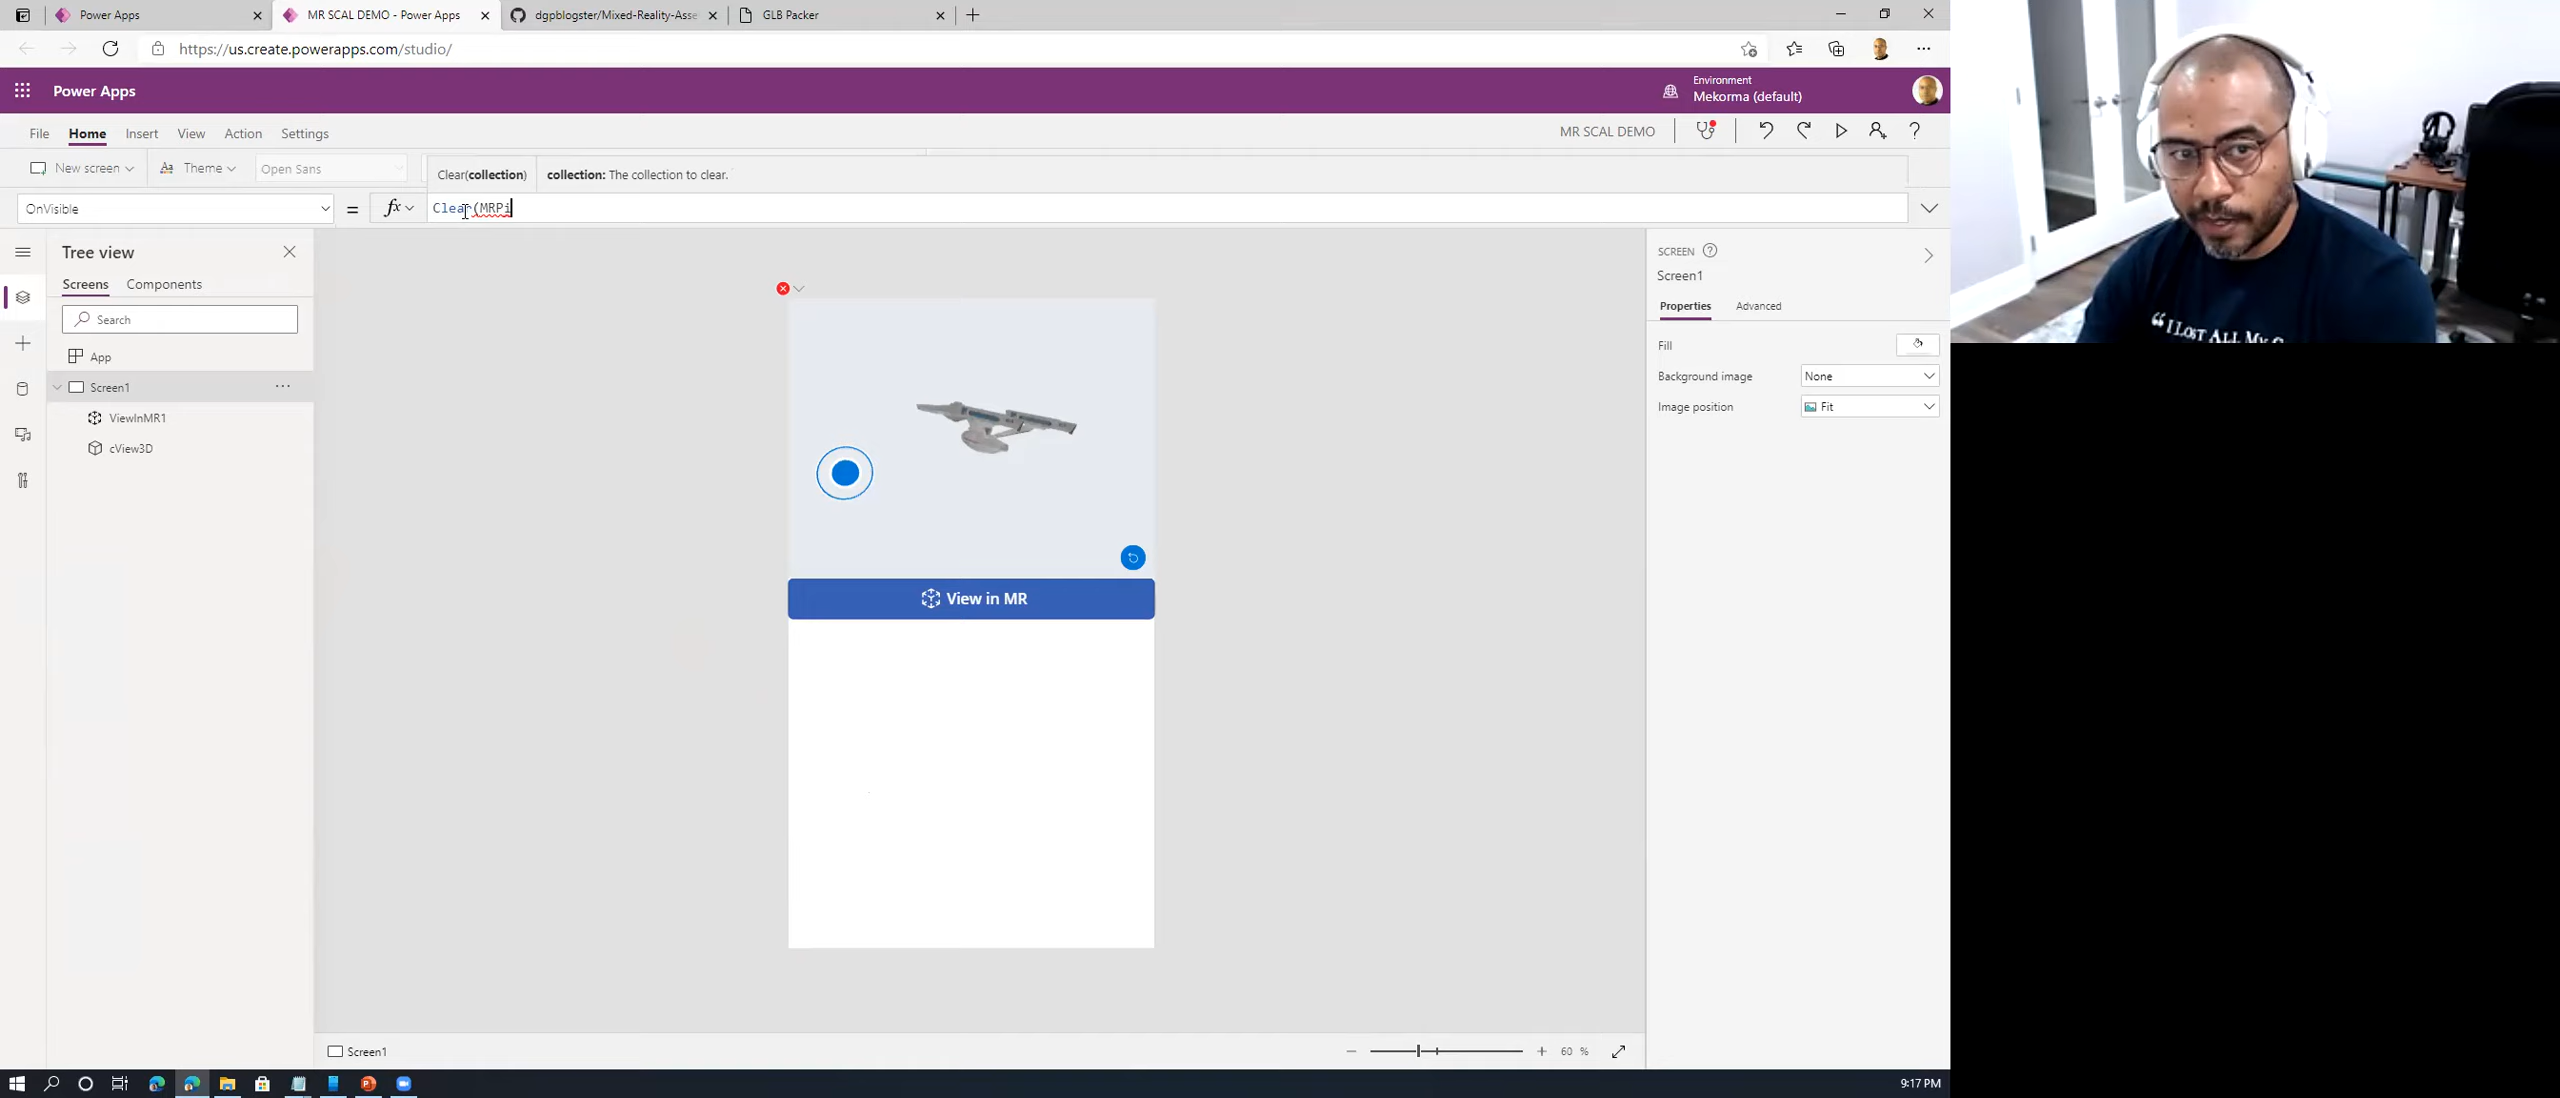 Power Apps
MR SCAL DEMO - Power Apps
dgpblogster/Mixed-Reality-Asse
GLB Packer
https://us.create.powerapps.com/studio/
Power Apps
Environment
Mekorma (default)
File Home Insert View Action Settings
MR SCAL DEMO
New screen Theme Open Sans
Clear(collection) collection: The collection to clear.
OnVisible = fx Clear(MRPi
Tree view
Screens Components
Search
App
Screen1
ViewInMR1
cView3D
View in MR
SCREEN
Screen1
Properties Advanced
Fill
Background image None
Image position Fit
Screen1
60 %
9:17 PM
“ I LOST ALL MY